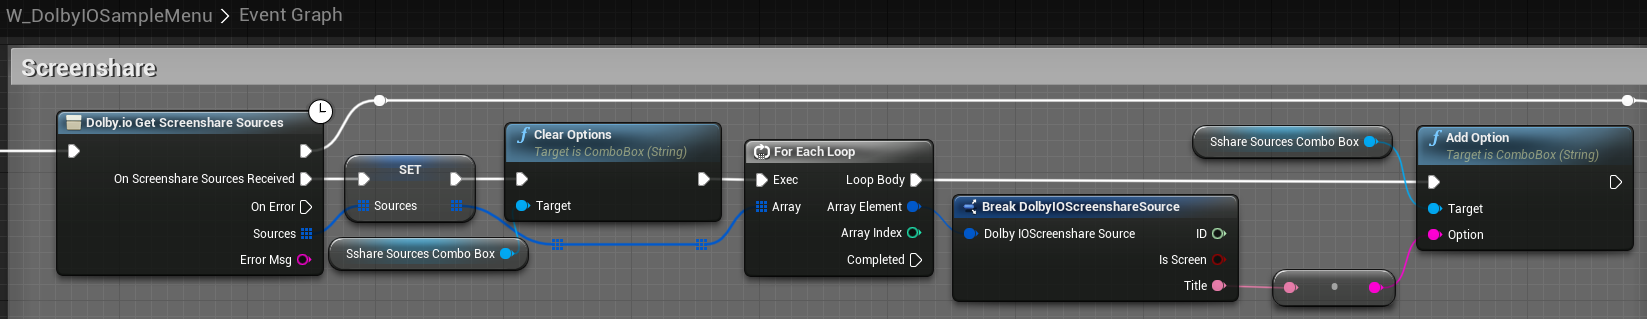 W_DolbyIOSampleMenu > Event Graph
Screenshare
Dolby.io Get Screenshare Sources
On Screenshare Sources Received
On Error
Sources
Error Msg
SET
Sources
Sshare Sources Combo Box
Clear Options
Target is ComboBox (String)
Target
For Each Loop
Exec
Loop Body
Array
Array Element
Array Index
Completed
Break DolbyIOScreenshareSource
Dolby IOScreenshare Source
ID
Is Screen
Title
Sshare Sources Combo Box
Add Option
Target is ComboBox (String)
Target
Option